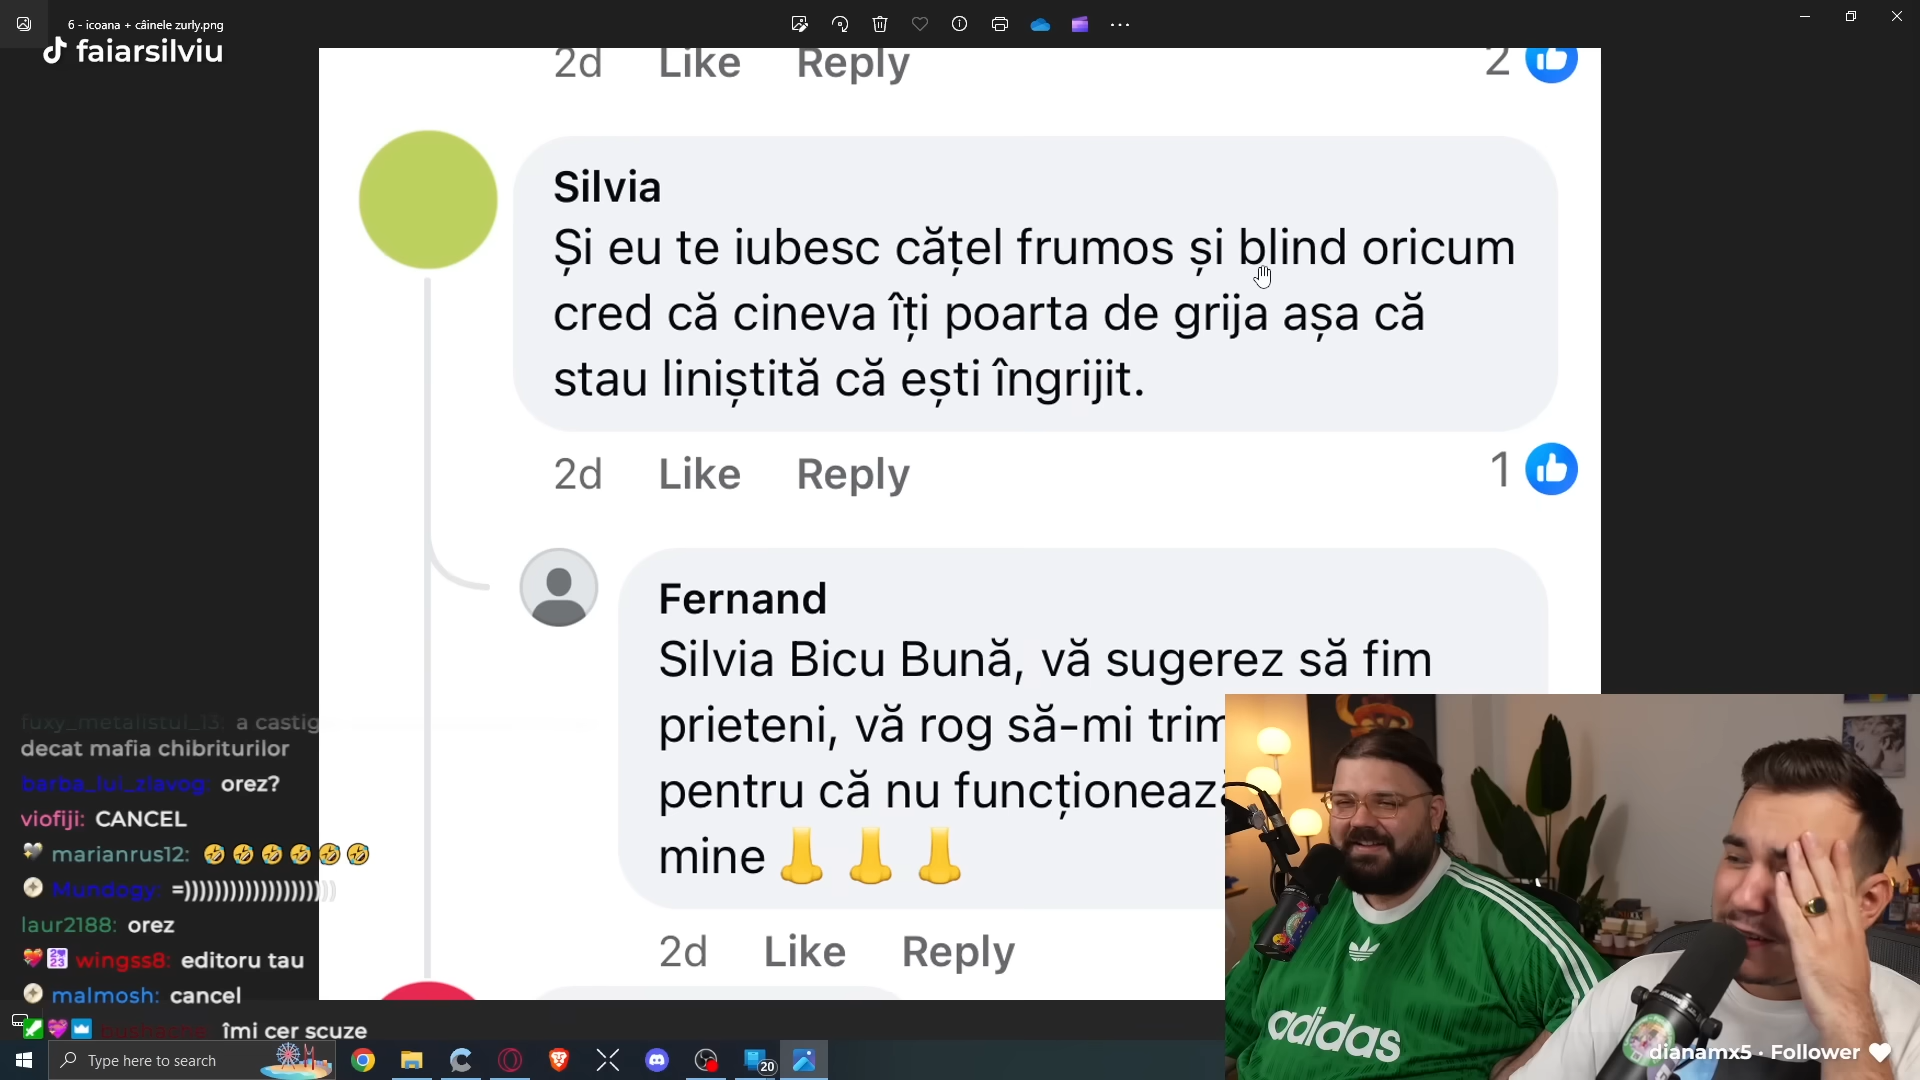 6 - icoana + câinele zurly.png
faiarsilviu
2d Like Reply 2
Silvia
Și eu te iubesc cățel frumos și blind oricum
cred că cineva îți poarta de grija așa că
stau liniștită că ești îngrijit.
2d Like Reply 1
Fernand
Silvia Bicu Bună, vă sugerez să fim
prieteni, vă rog să-mi trim
pentru că nu funcționează
mine 👃 👃 👃
2d Like Reply
fuxy_metalistul_13: a castig
decat mafia chibriturilor
barba_lui_zlavog: orez?
viofiji: CANCEL
marianrus12: 🤣 🤣 🤣 🤣 🤣 🤣
Mundogy: =)))))))))))))))))))))
laur2188: orez
wingss8: editoru tau
malmosh: cancel
îmi cer scuze
adidas
dianamx5 · Follower
Type here to search
20